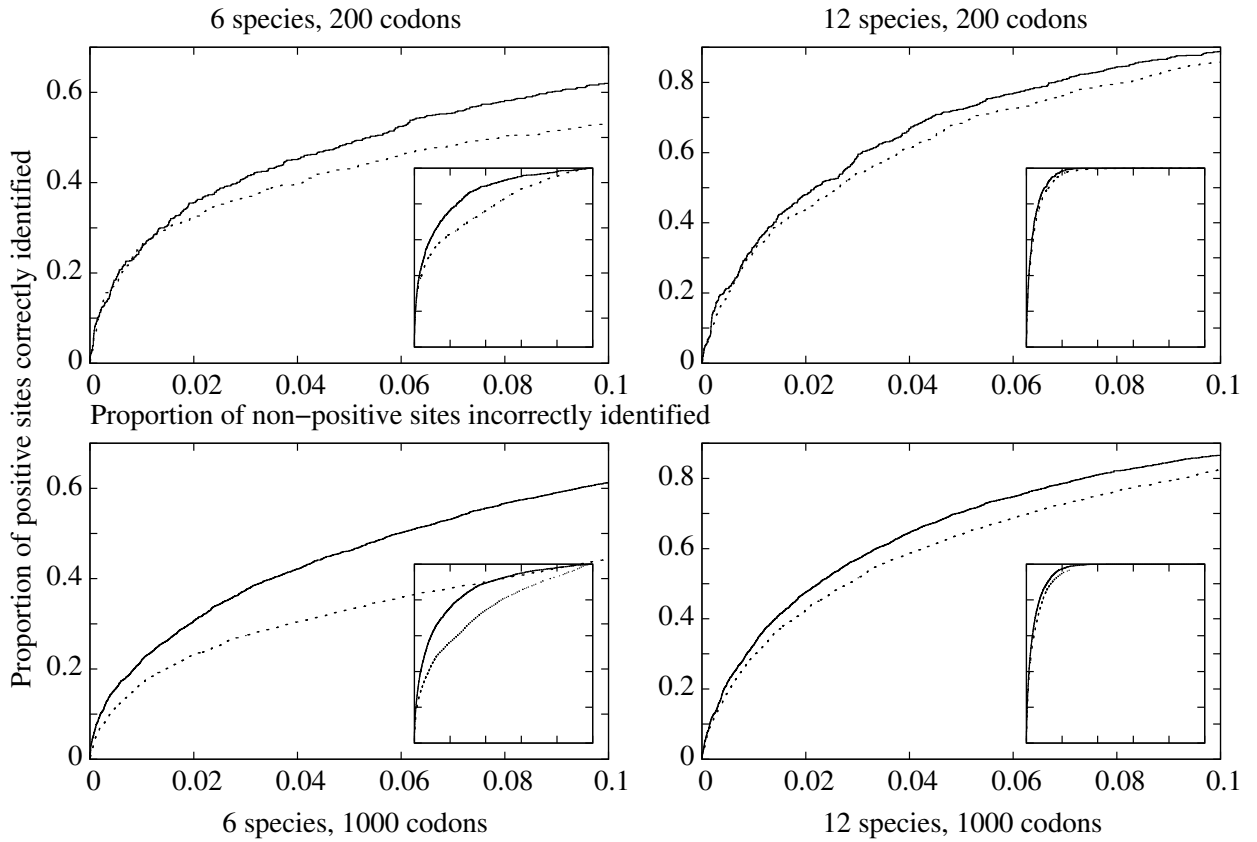 6 species, 200 codons
12 species, 200 codons
Proportion of positive sites correctly identified
0.6
0.4
0.2
0
0 0.02 0.04 0.06 0.08 0.1
0.8
0.6
0.4
0.2
0
0 0.02 0.04 0.06 0.08 0.1
Proportion of non−positive sites incorrectly identified
0.6
0.4
0.2
0
0 0.02 0.04 0.06 0.08 0.1
0.8
0.6
0.4
0.2
0
0 0.02 0.04 0.06 0.08 0.1
6 species, 1000 codons
12 species, 1000 codons